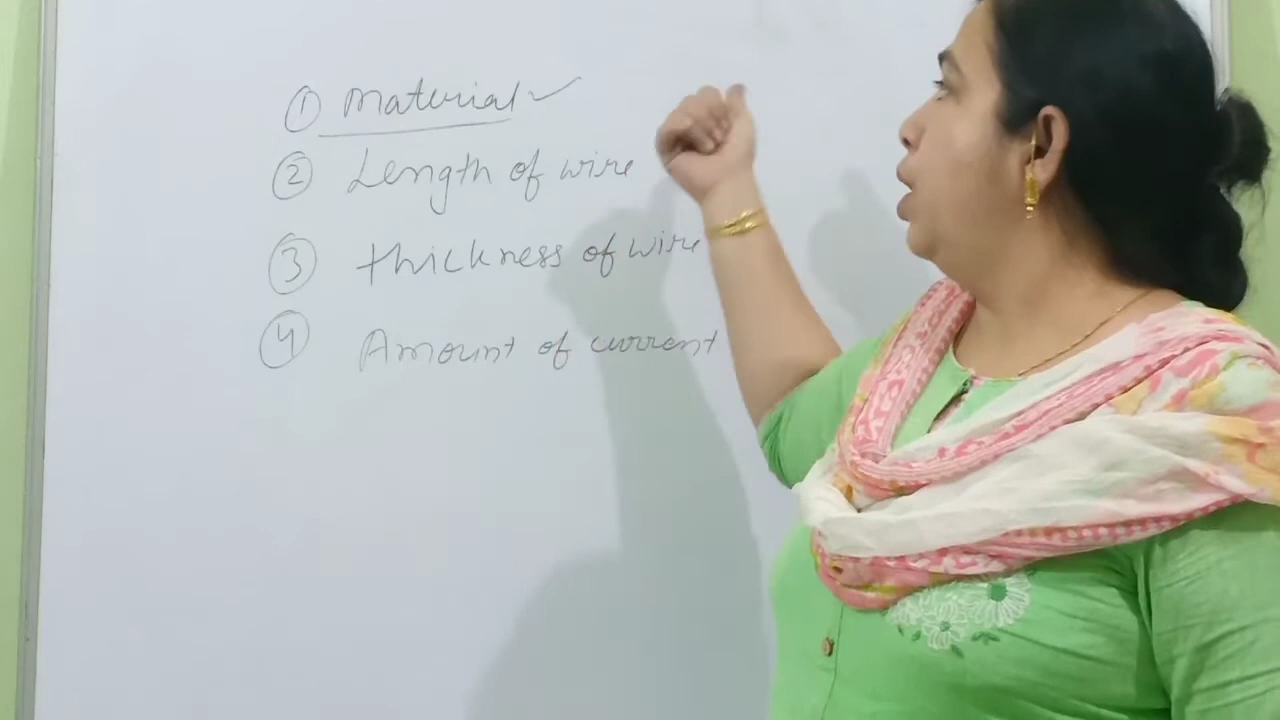 ① Material ✓
② Length of wire
③ thickness of wire
④ Amount of current